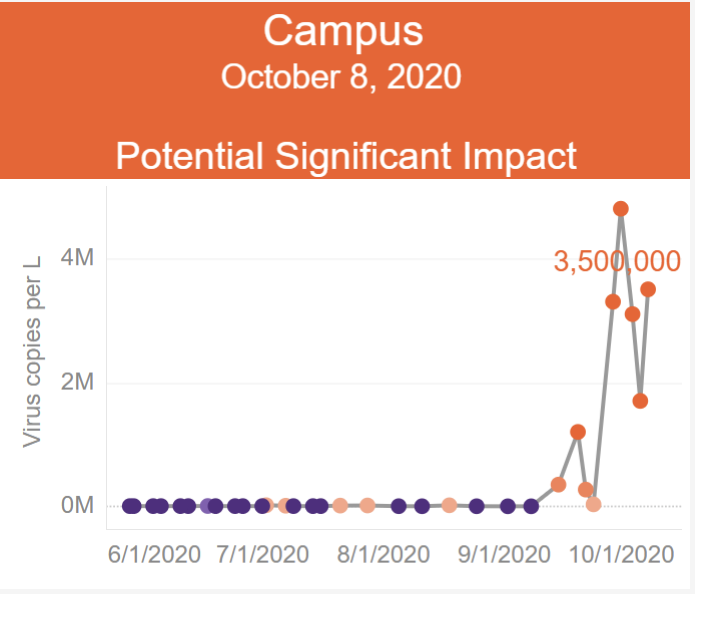 Campus
October 8, 2020
Potential Significant Impact
Virus copies per L
4M
3,500,000
2M
0M
6/1/2020 7/1/2020 8/1/2020 9/1/2020 10/1/2020